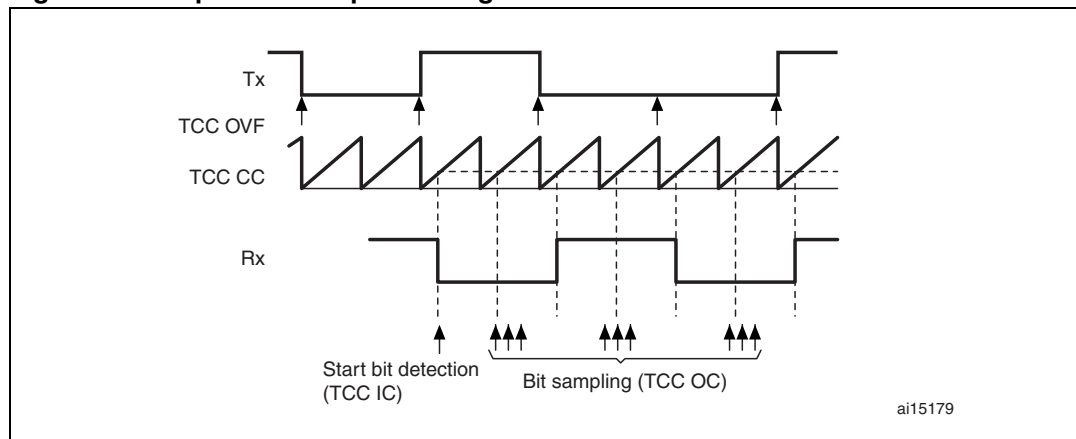 Tx
TCC OVF
TCC CC
Rx
Start bit detection
(TCC IC)
Bit sampling (TCC OC)
ai15179